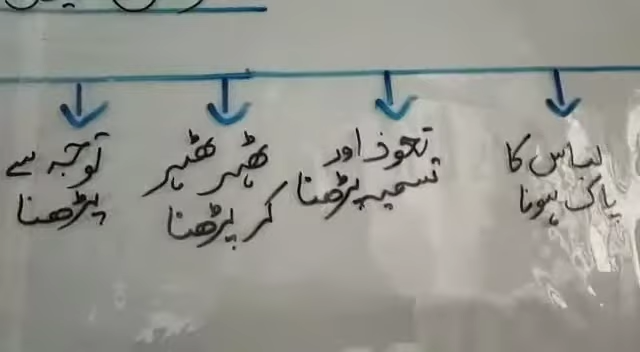 لباس کا
پاک ہونا
تعوذ اور
تسمیہ پڑھنا
ٹھہر ٹھہر
کر پڑھنا
توجہ سے
پڑھنا